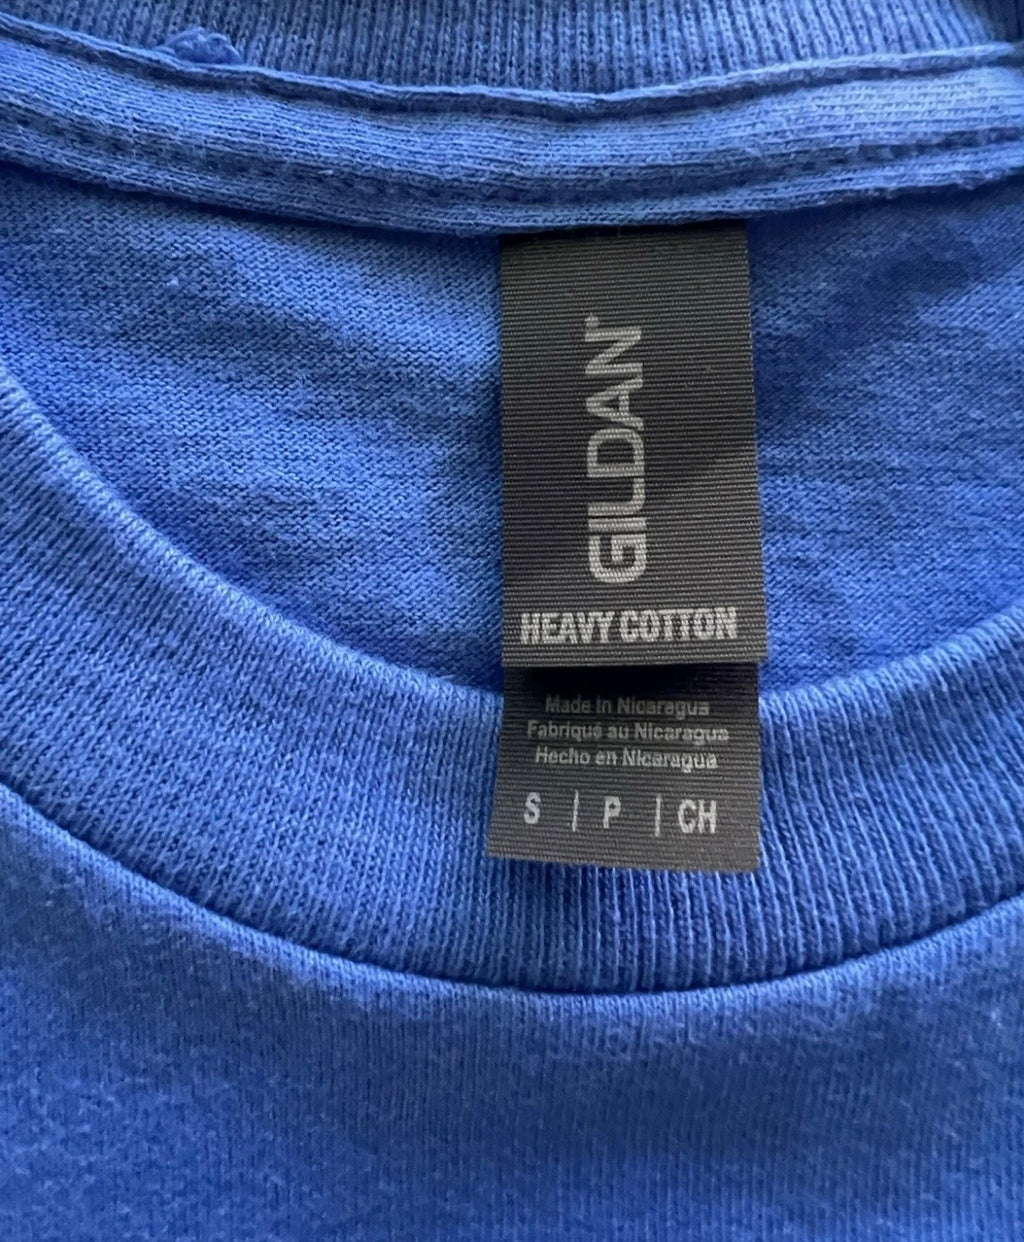 GILDAN®
HEAVY COTTON
Made in Nicaragua
Fabriqué au Nicaragua
Hecho en Nicaragua
S | P | CH